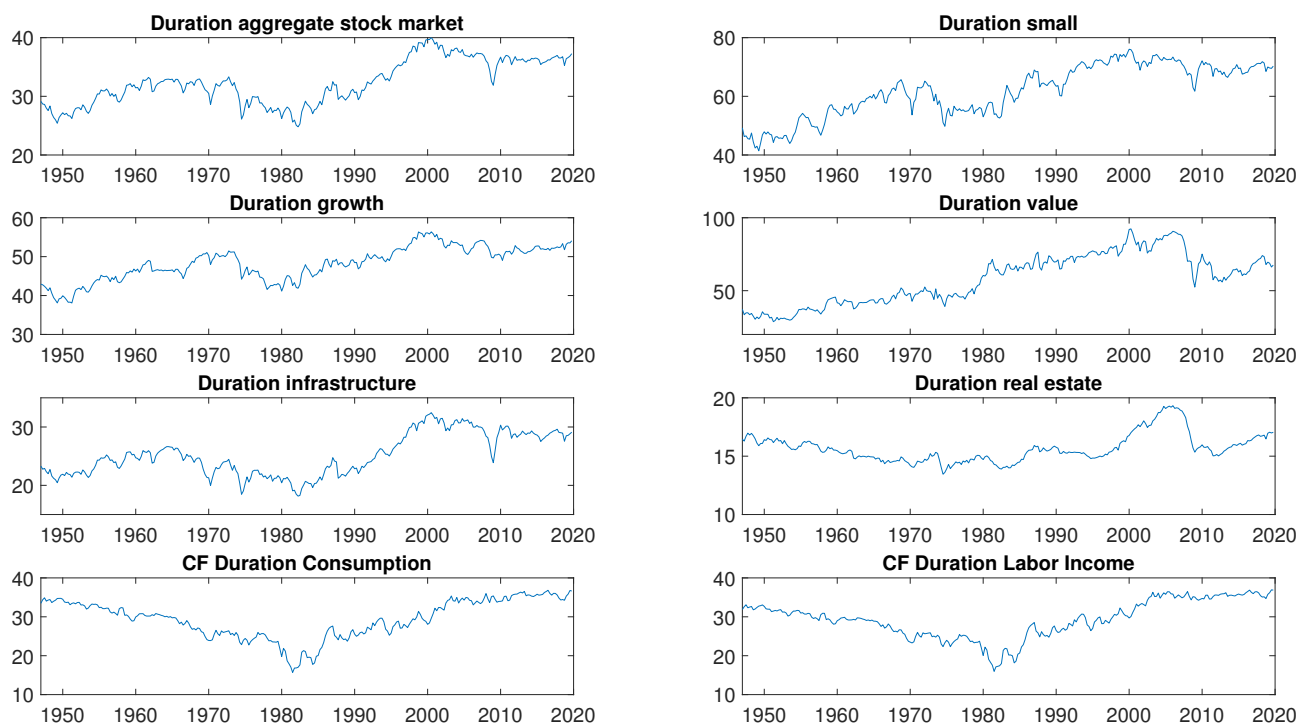 Duration aggregate stock market
40
30
20
1950 1960 1970 1980 1990 2000 2010 2020
Duration small
80
60
40
1950 1960 1970 1980 1990 2000 2010 2020
Duration growth
60
50
40
30
1950 1960 1970 1980 1990 2000 2010 2020
Duration value
100
50
1950 1960 1970 1980 1990 2000 2010 2020
Duration infrastructure
30
20
1950 1960 1970 1980 1990 2000 2010 2020
Duration real estate
20
15
10
1950 1960 1970 1980 1990 2000 2010 2020
CF Duration Consumption
40
30
20
10
1950 1960 1970 1980 1990 2000 2010 2020
CF Duration Labor Income
40
30
20
10
1950 1960 1970 1980 1990 2000 2010 2020